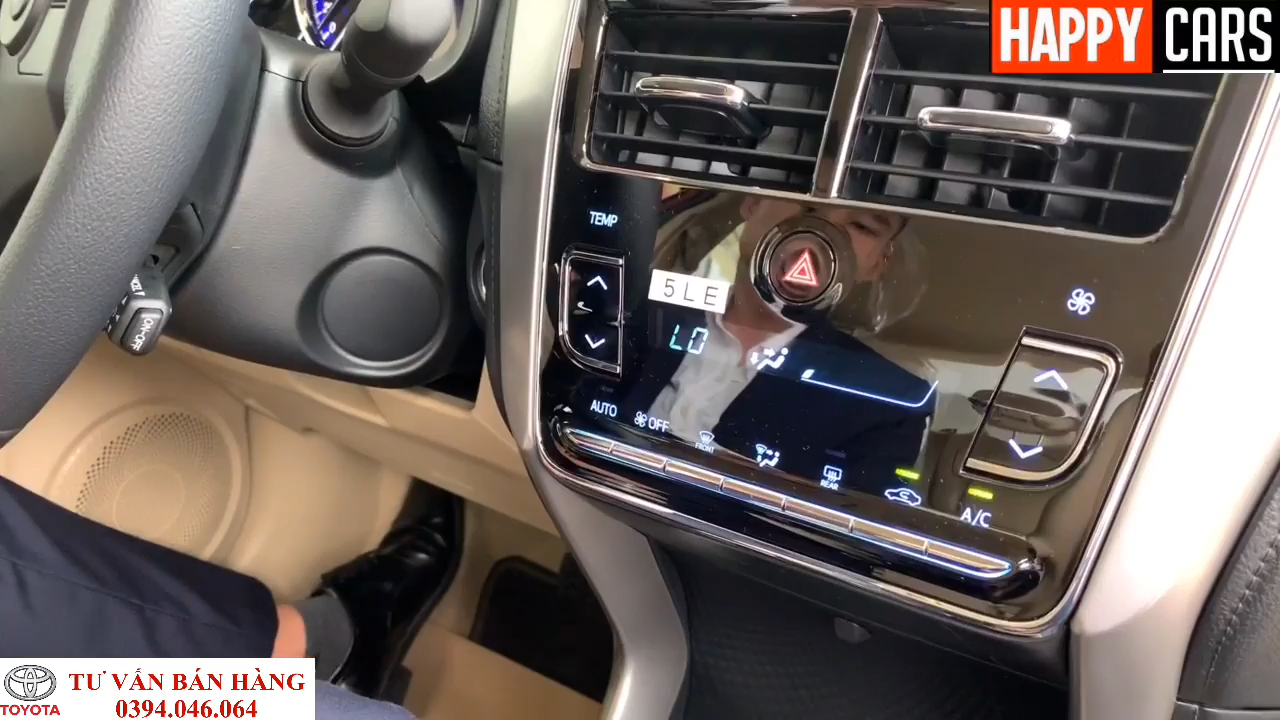 HAPPY CARS
TEMP
5LE
LO
AUTO
OFF
FRONT
REAR
A/C
ON-OFF
TƯ VẤN BÁN HÀNG
TOYOTA
0394.046.064